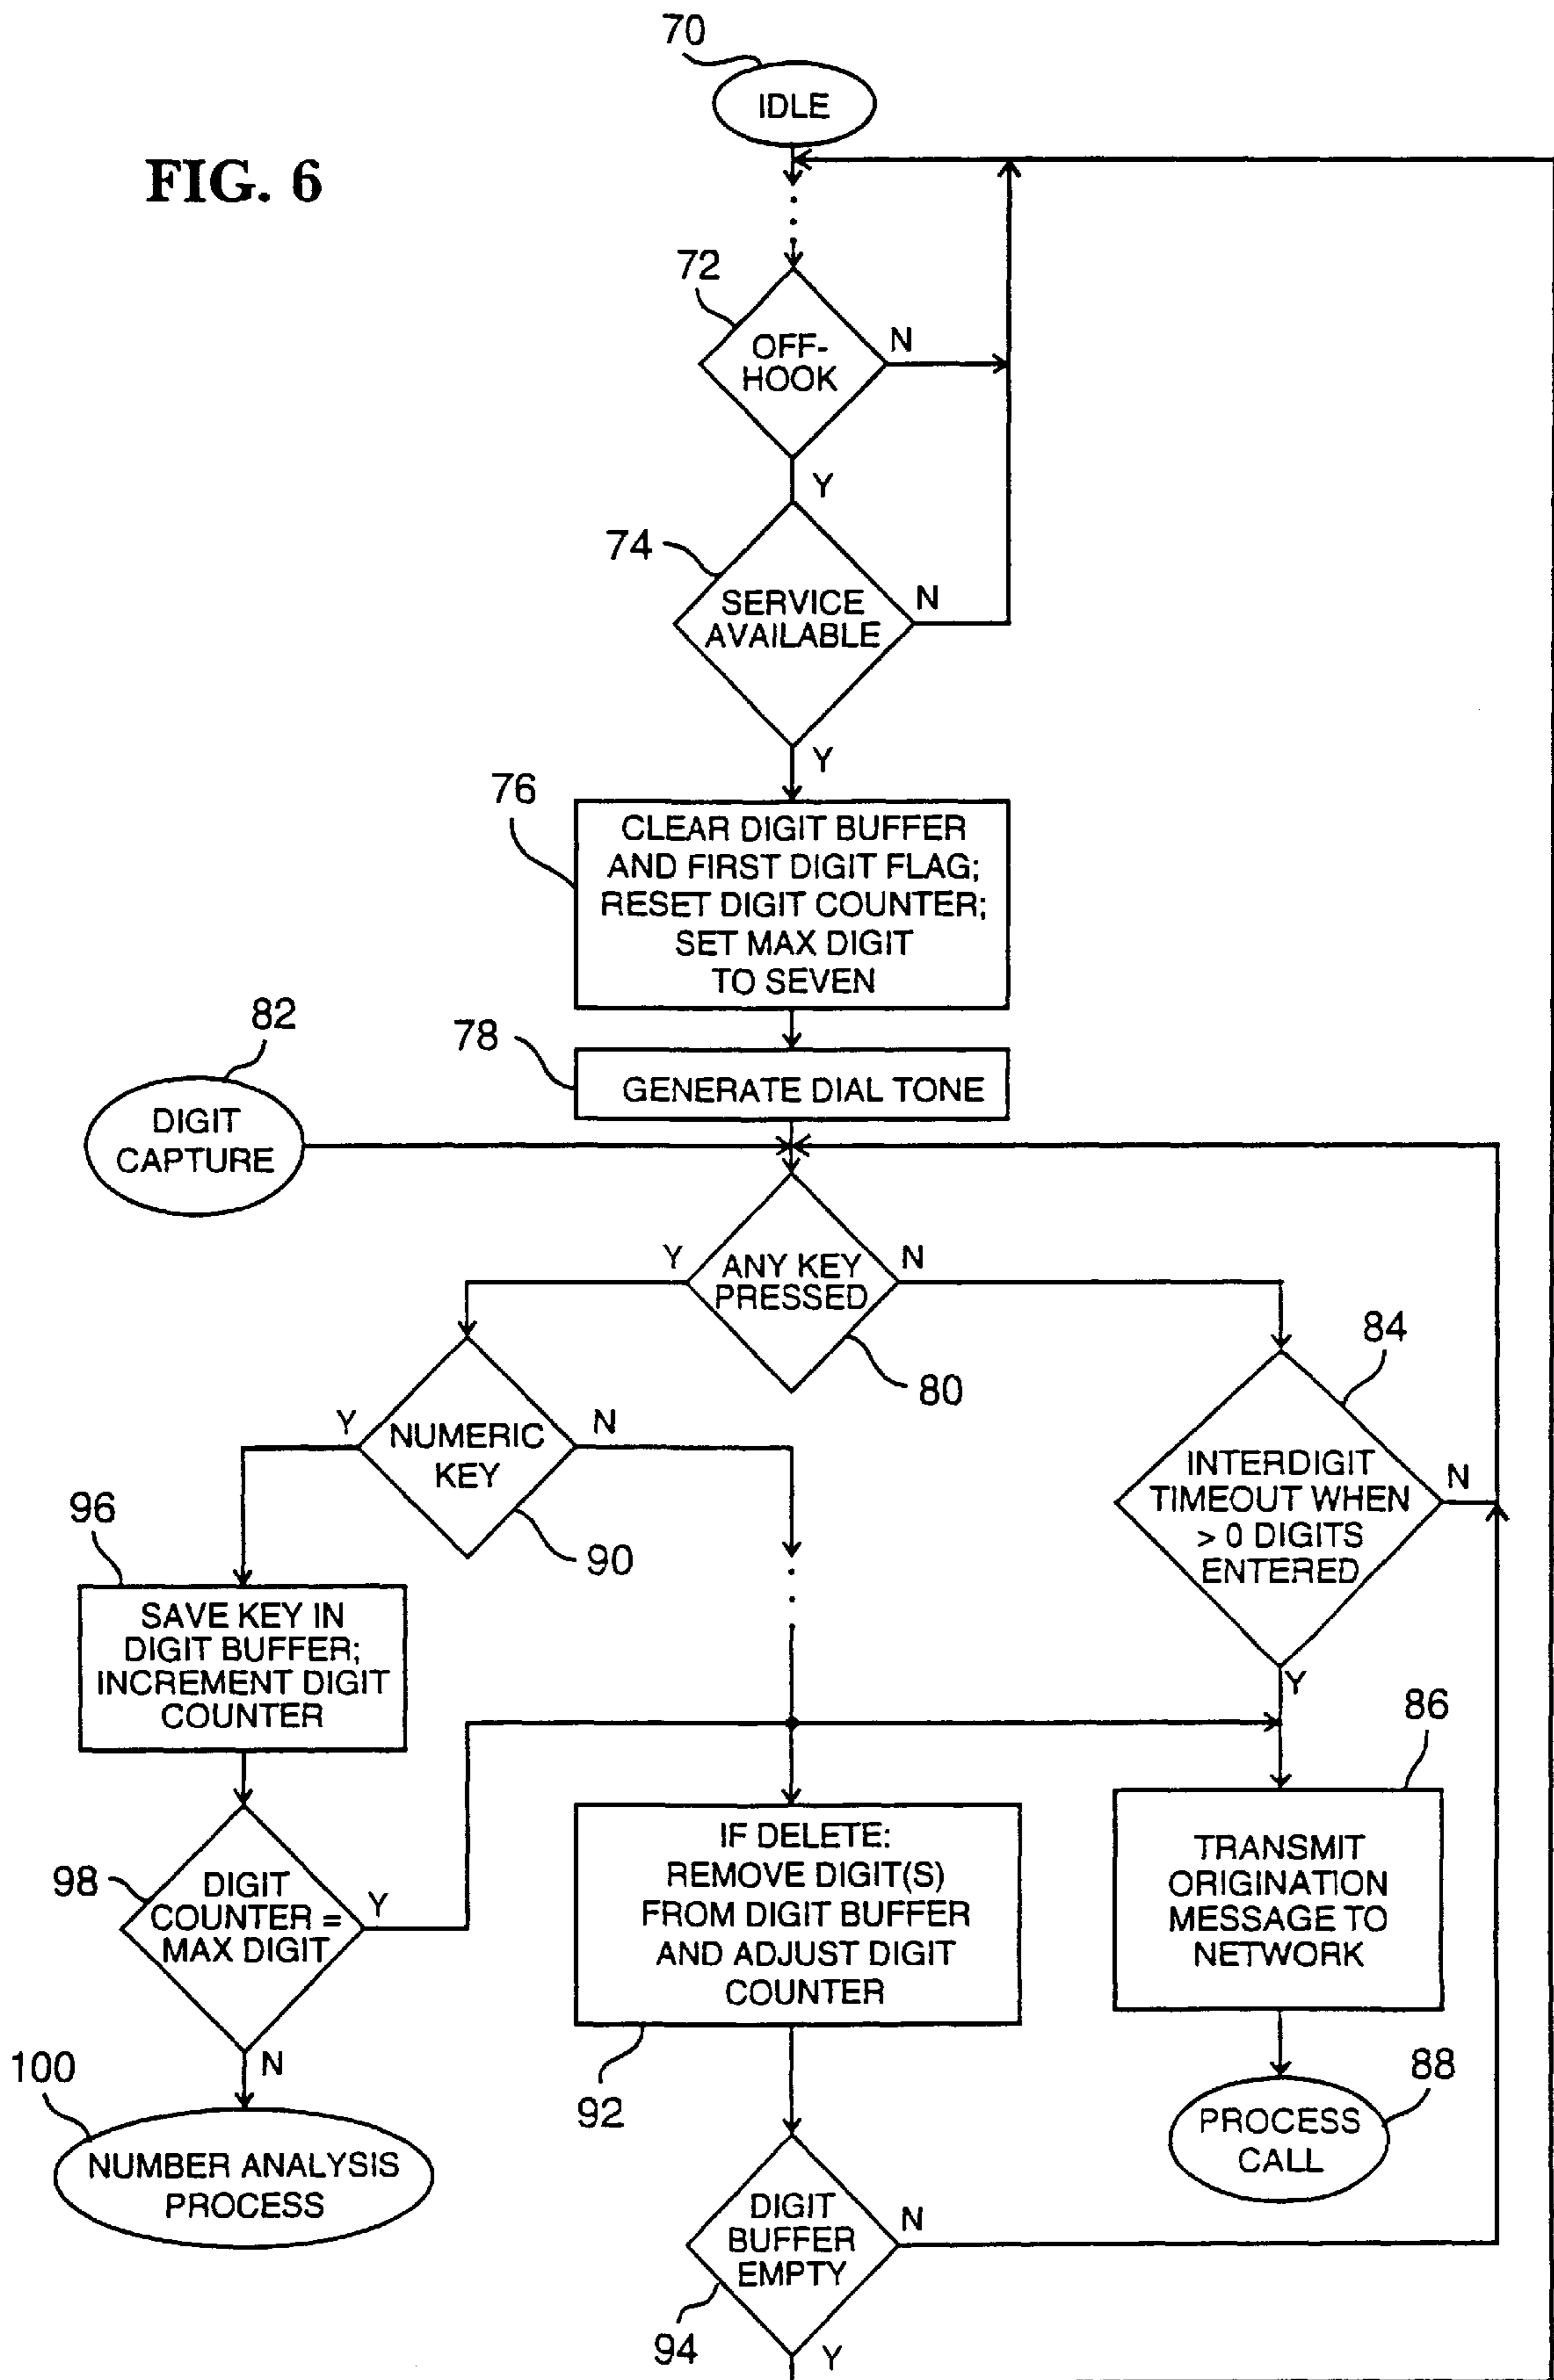 70
IDLE
FIG. 6
72
OFF-
HOOK
N
Y
74
SERVICE
AVAILABLE
N
Y
76
CLEAR DIGIT BUFFER
AND FIRST DIGIT FLAG;
RESET DIGIT COUNTER;
SET MAX DIGIT
TO SEVEN
82
78
GENERATE DIAL TONE
DIGIT
CAPTURE
Y
ANY KEY
PRESSED
N
80
84
Y
NUMERIC
KEY
N
90
INTERDIGIT
TIMEOUT WHEN
> 0 DIGITS
ENTERED
N
Y
96
SAVE KEY IN
DIGIT BUFFER;
INCREMENT DIGIT
COUNTER
86
98
DIGIT
COUNTER =
MAX DIGIT
Y
N
IF DELETE:
REMOVE DIGIT(S)
FROM DIGIT BUFFER
AND ADJUST DIGIT
COUNTER
92
TRANSMIT
ORIGINATION
MESSAGE TO
NETWORK
88
PROCESS
CALL
100
NUMBER ANALYSIS
PROCESS
DIGIT
BUFFER
EMPTY
N
94
Y